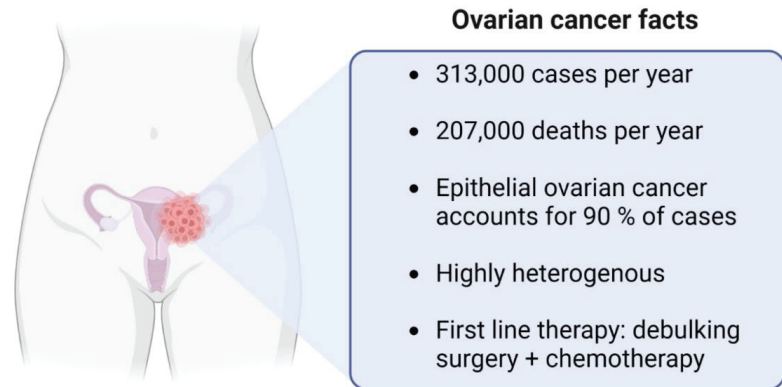 Ovarian cancer facts
• 313,000 cases per year
• 207,000 deaths per year
• Epithelial ovarian cancer
accounts for 90 % of cases
• Highly heterogenous
• First line therapy: debulking
surgery + chemotherapy